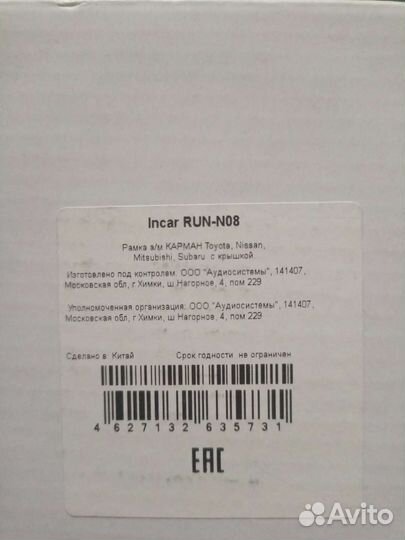 Incar RUN-N08
Рамка а/м КАРМАН Toyota, Nissan,
Mitsubishi, Subaru с крышкой
Изготовлено под контролем: ООО "Аудиосистемы", 141407,
Московская обл, г Химки, ш Нагорное, 4, пом 229
Уполномоченная организация: ООО "Аудиосистемы", 141407,
Московская обл, г Химки, ш Нагорное, 4, пом 229
Сделано в: Китай Срок годности не ограничен
4 627132 635731
EAC
Avito